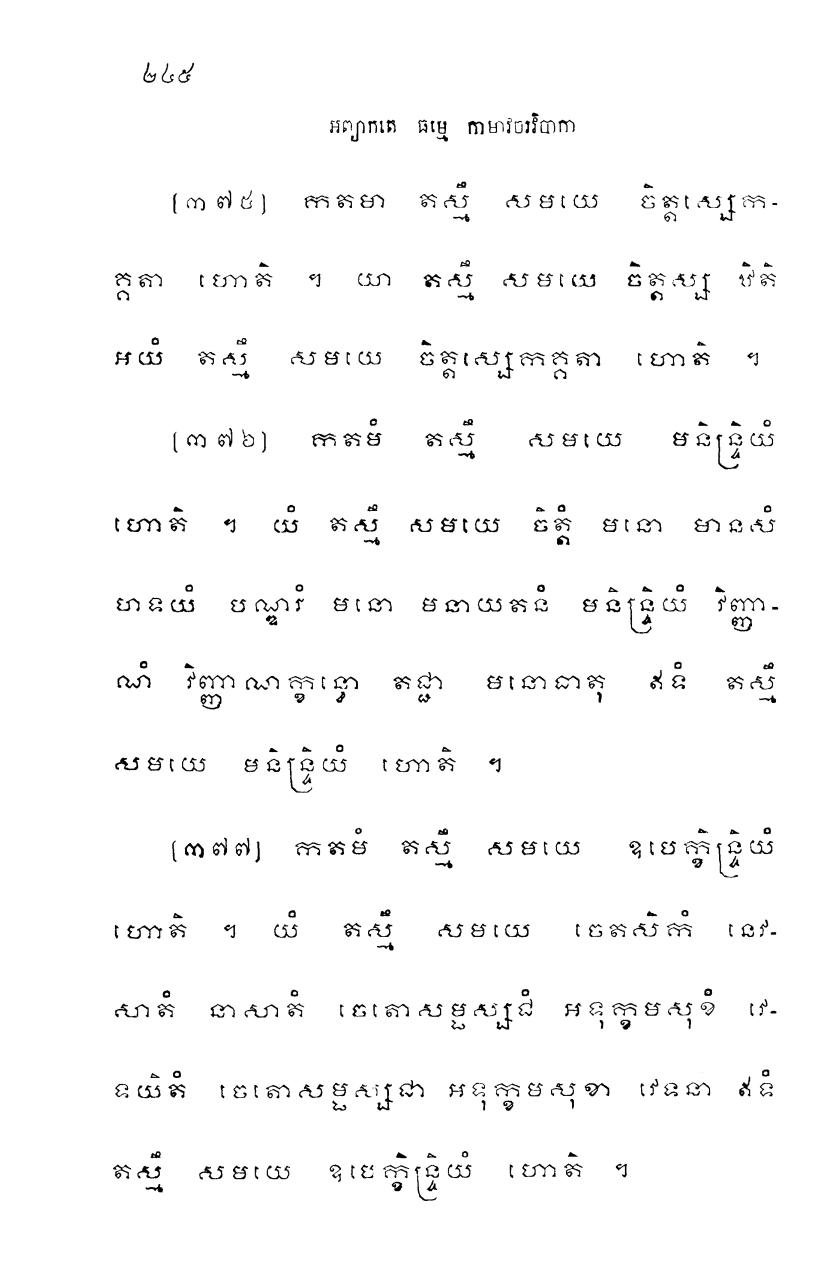 ២៤៥
អព្យាកតេ ធម្មេ កាមាវចរវិបាកា
[៣៧៥] កតមា តស្មឹ សមយេ ចិត្តស្សេក-
គ្គតា ហោតិ ។ យា តស្មឹ សមយេ ចិត្តស្ស ឋិតិ
អយំ តស្មឹ សមយេ ចិត្តស្សេកគ្គតា ហោតិ ។
[៣៧៦] កតមំ តស្មឹ សមយេ មនិន្ទ្រិយំ
ហោតិ ។ យំ តស្មឹ សមយេ ចិត្តំ មនោ មានសំ
ហទយំ បណ្ឌរំ មនោ មនាយតនំ មនិន្ទ្រិយំ វិញ្ញា-
ណំ វិញ្ញាណក្ខន្ធោ តជ្ជា មនោធាតុ ឥទំ តស្មឹ
សមយេ មនិន្ទ្រិយំ ហោតិ ។
[៣៧៧] កតមំ តស្មឹ សមយេ ឧបេក្ខិន្ទ្រិយំ
ហោតិ ។ យំ តស្មឹ សមយេ ចេតសិកំ នេវ-
សាតំ នាសាតំ ចេតោសម្ផស្សជំ អទុក្ខមសុខំ វេ-
ទយិតំ ចេតោសម្ផស្សជា អទុក្ខមសុខា វេទនា ឥទំ
តស្មឹ សមយេ ឧបេក្ខិន្ទ្រិយំ ហោតិ ។